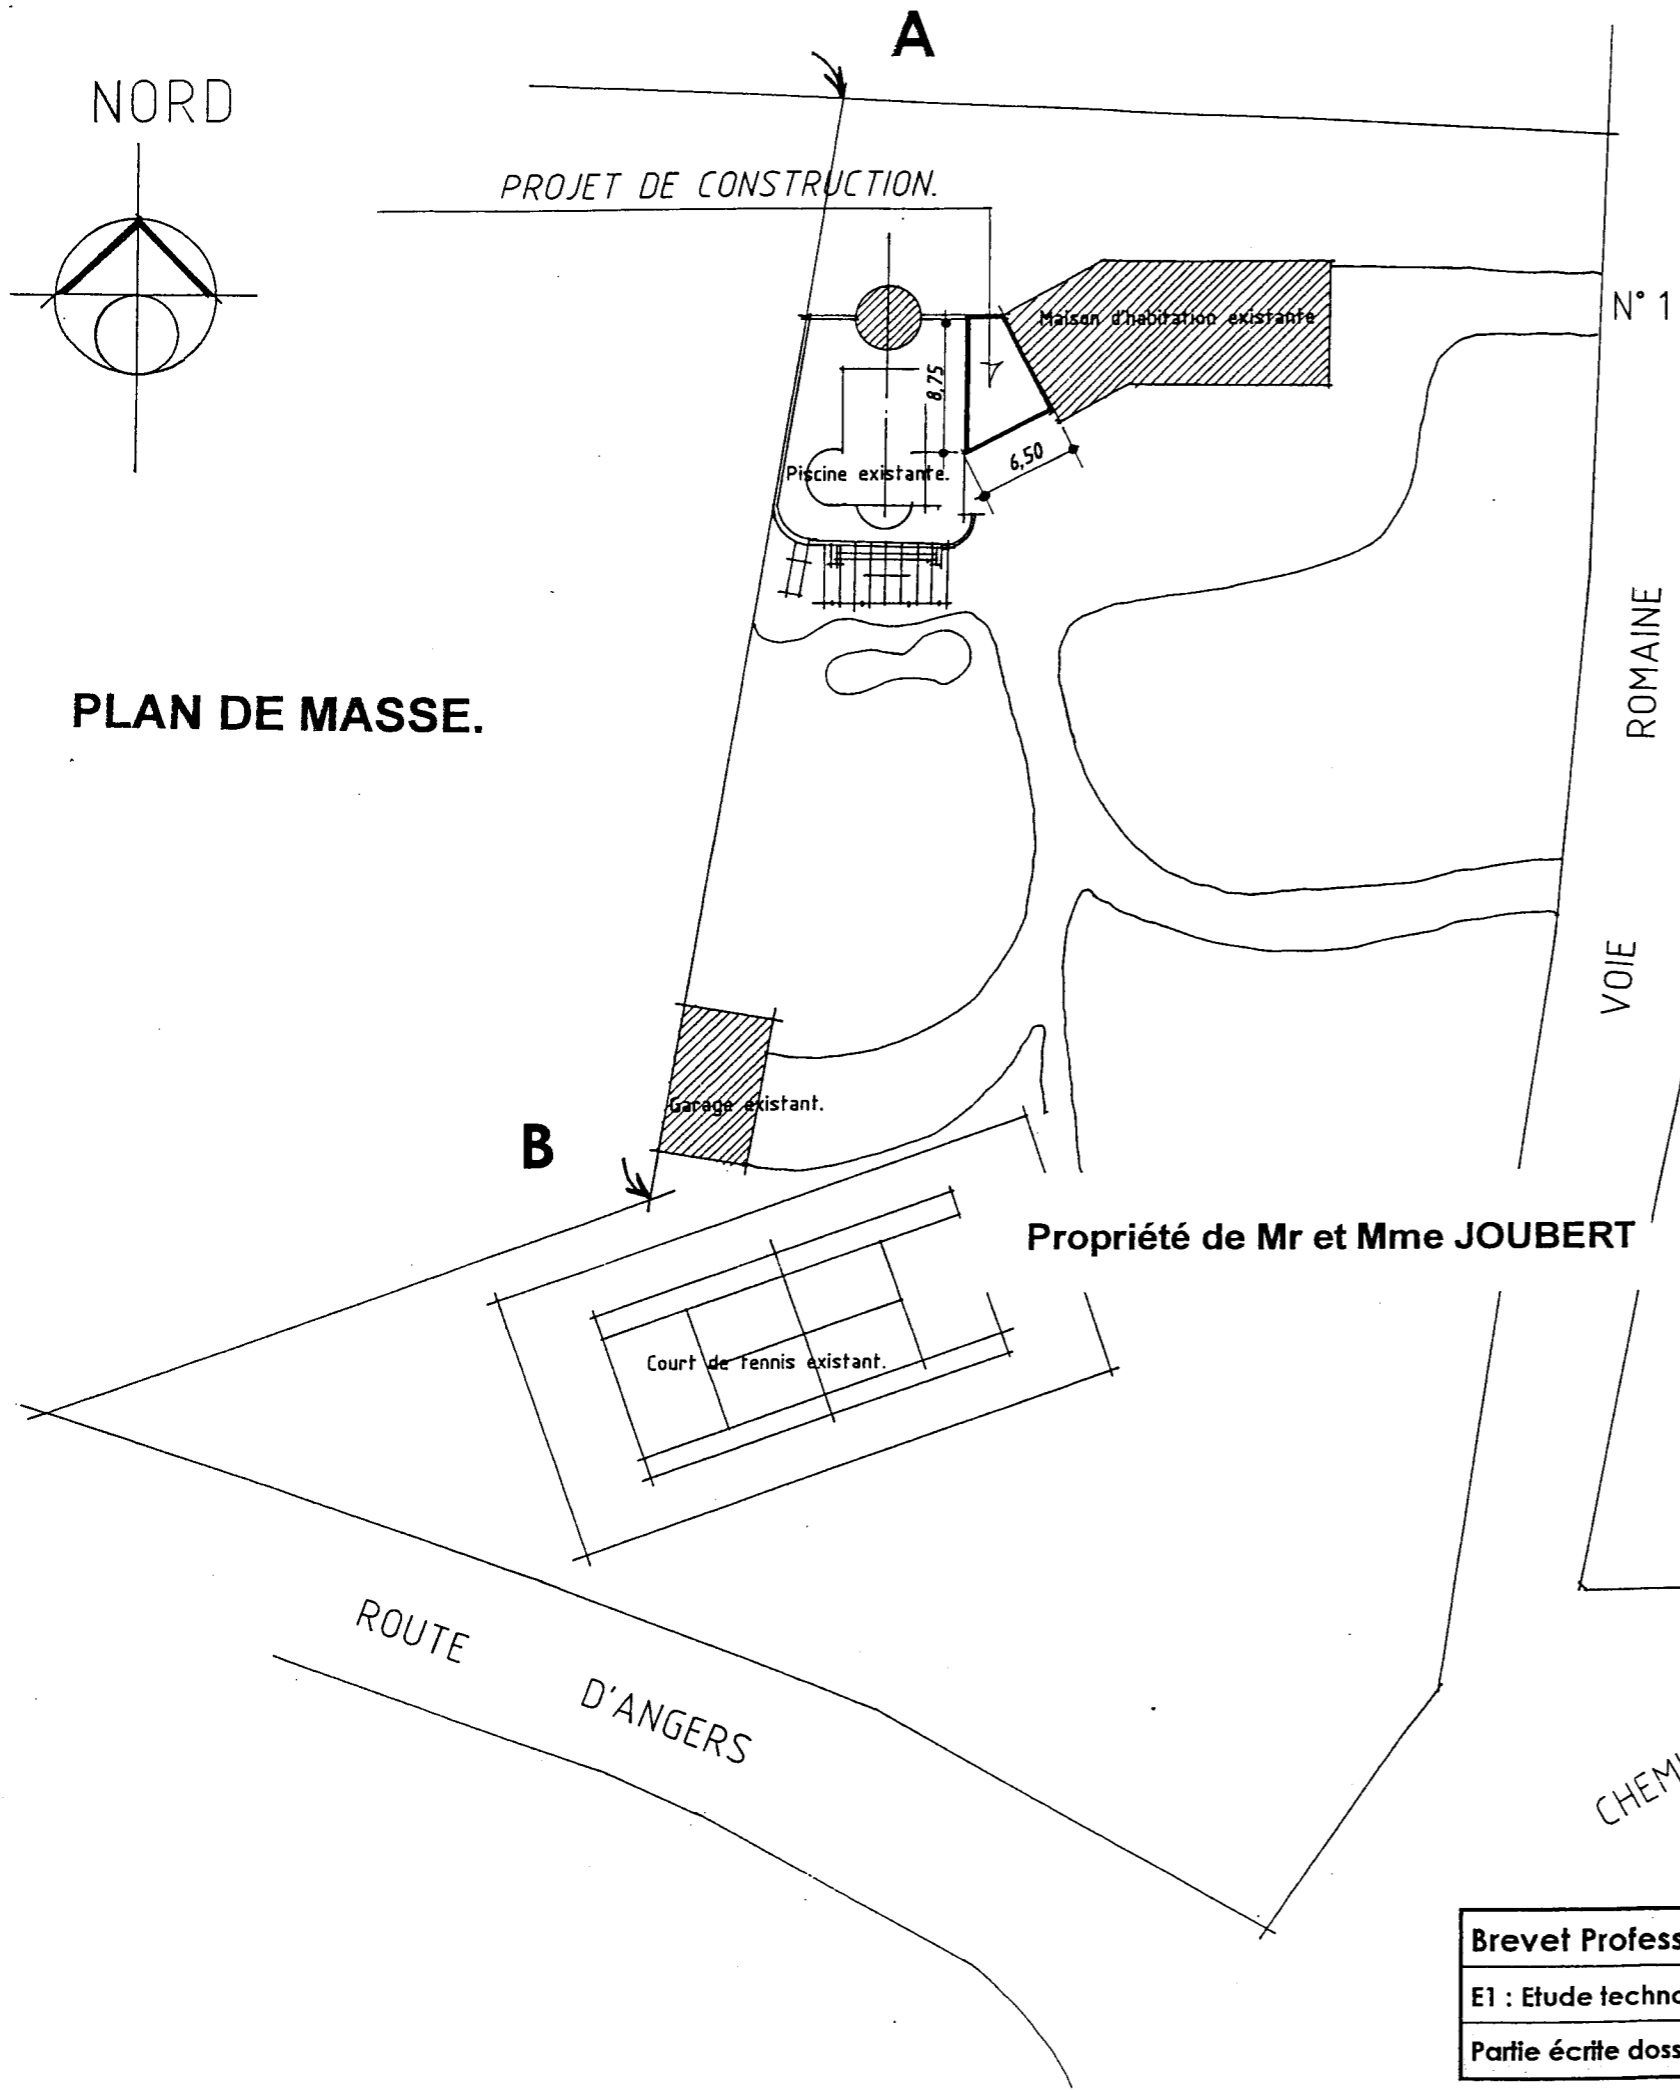 A
NORD
PROJET DE CONSTRUCTION.
N° 1
Maison d'habitation existante
8,75
6,50
Piscine existante.
ROMAINE
PLAN DE MASSE.
VOIE
Garage existant.
B
Propriété de Mr et Mme JOUBERT
Court de tennis existant.
ROUTE
D'ANGERS
Brevet Profess
E1 : Etude techno
Partie écrite doss